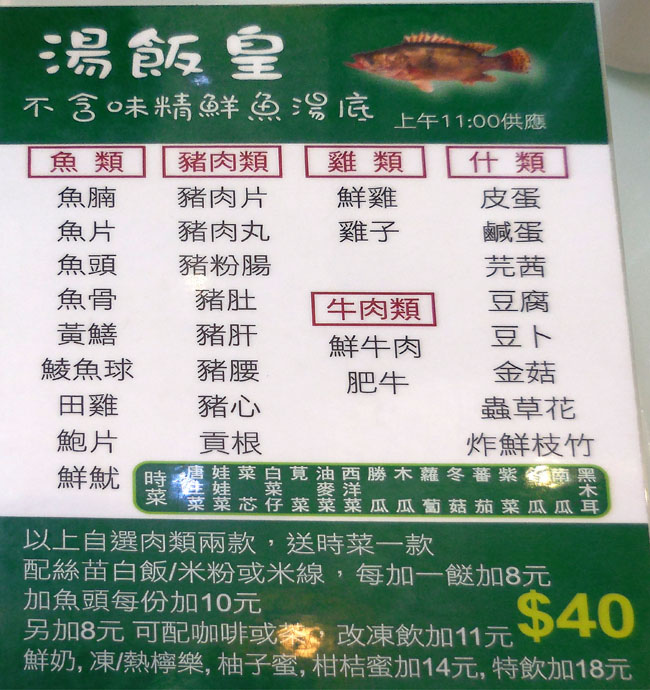 湯飯皇
不含味精鮮魚湯底
上午11:00供應
魚類
魚腩
魚片
魚頭
魚骨
黃鱔
鯪魚球
田雞
鮑片
鮮魷
豬肉類
豬肉片
豬肉丸
豬粉腸
豬肚
豬肝
豬腰
豬心
貢根
雞類
鮮雞
雞子
牛肉類
鮮牛肉
肥牛
什類
皮蛋
鹹蛋
芫茜
豆腐
豆卜
金菇
蟲草花
炸鮮枝竹
時菜
唐生菜
娃娃菜
菜芯
白菜仔
莧菜
油麥菜
西洋菜
勝瓜
木瓜
蘿蔔
冬菇
蕃茄
紫菜
瓜
南瓜
黑木耳
以上自選肉類兩款，送時菜一款
配絲苗白飯/米粉或米線，每加一餸加8元
加魚頭每份加10元
$40
另加8元 可配咖啡或茶，改凍飲加11元
鮮奶, 凍/熱檸樂, 柚子蜜, 柑桔蜜加14元, 特飲加18元